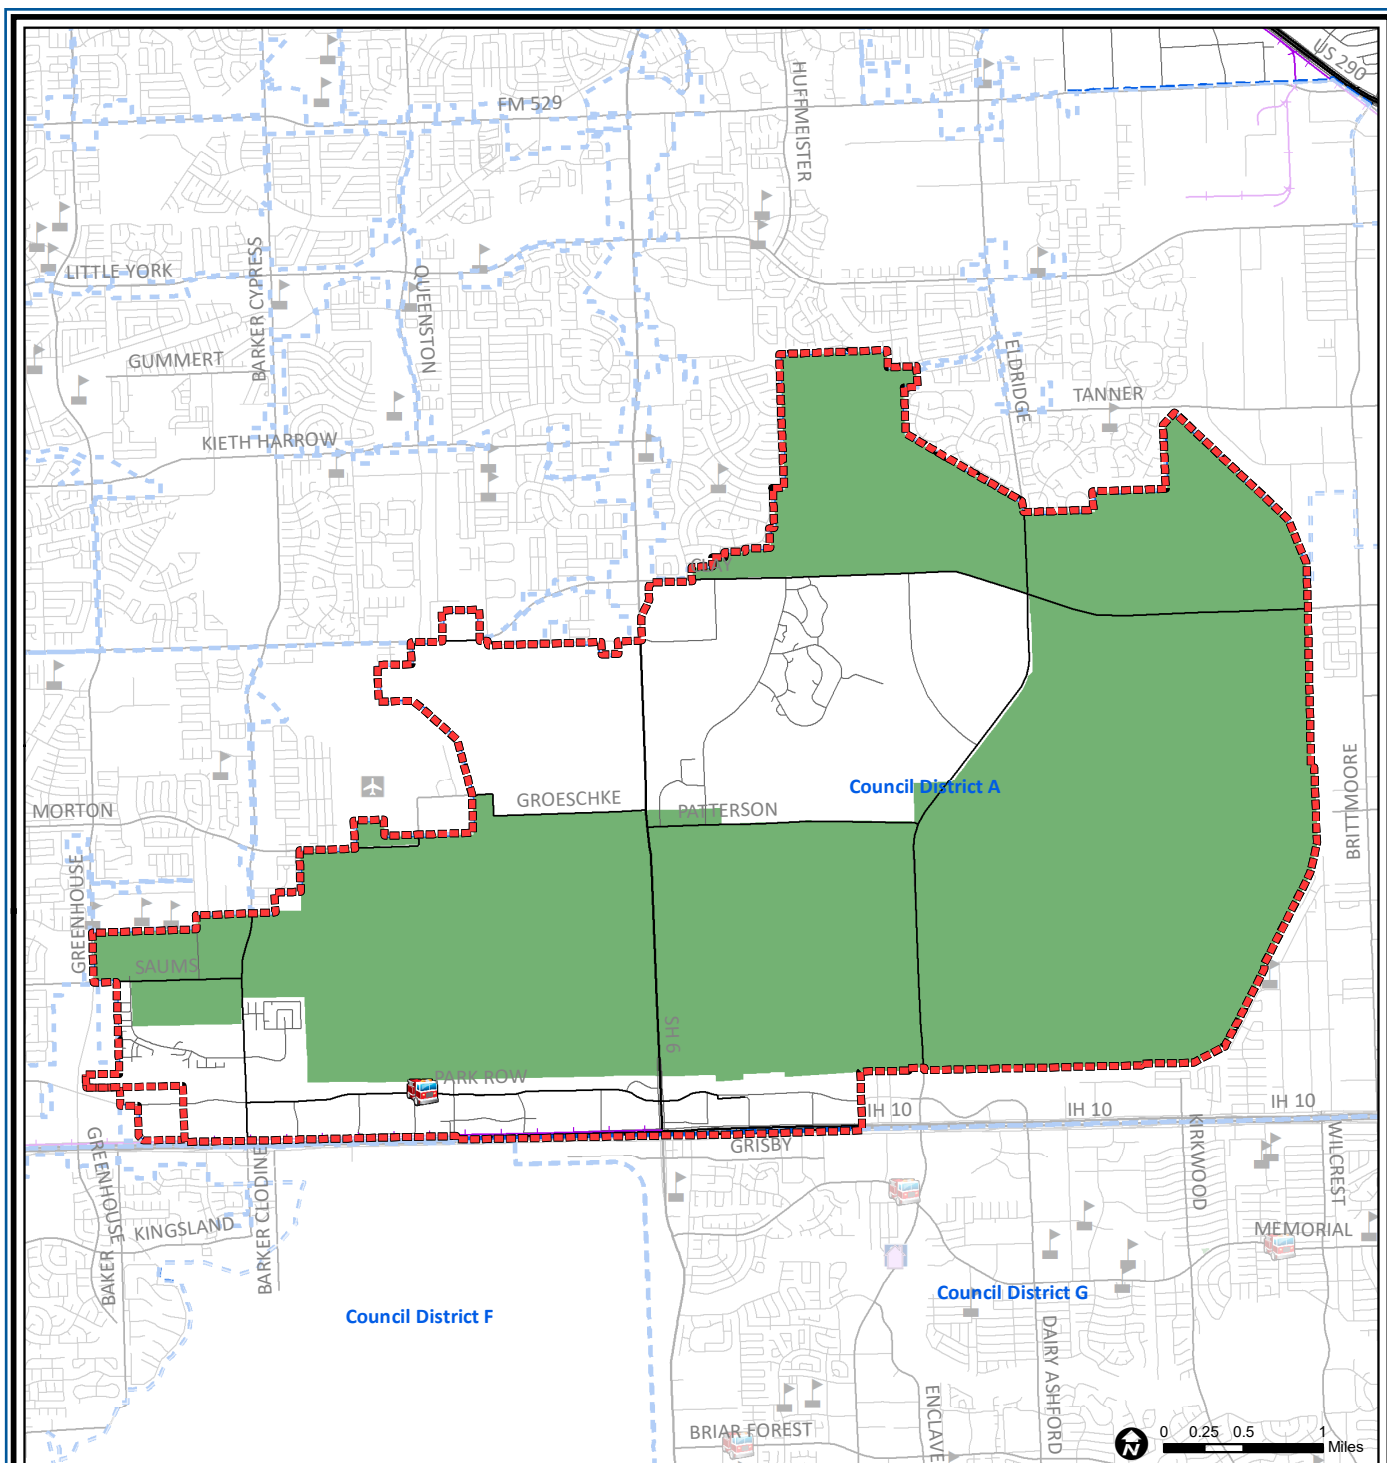 US 290
HUFFMEISTER
FM 529
LITTLE YORK
BARKER CYPRESS
QUEENSTON
GUMMERT
ELDRIDGE
TANNER
KIETH HARROW
CLAY
Council District A
GROESCHKE
PATTERSON
MORTON
BRITTMOORE
GREENHOUSE
SAUMS
SH 6
PARK ROW
IH 10
IH 10
IH 10
GRISBY
GREENHOUSE
BARKER CLODINE
KIRKWOOD
WILCREST
KINGSLAND
MEMORIAL
BAKER
Council District F
Council District G
DAIRY ASHFORD
ENCLAVE
BRIAR FOREST
N
0 0.25 0.5 1
Miles